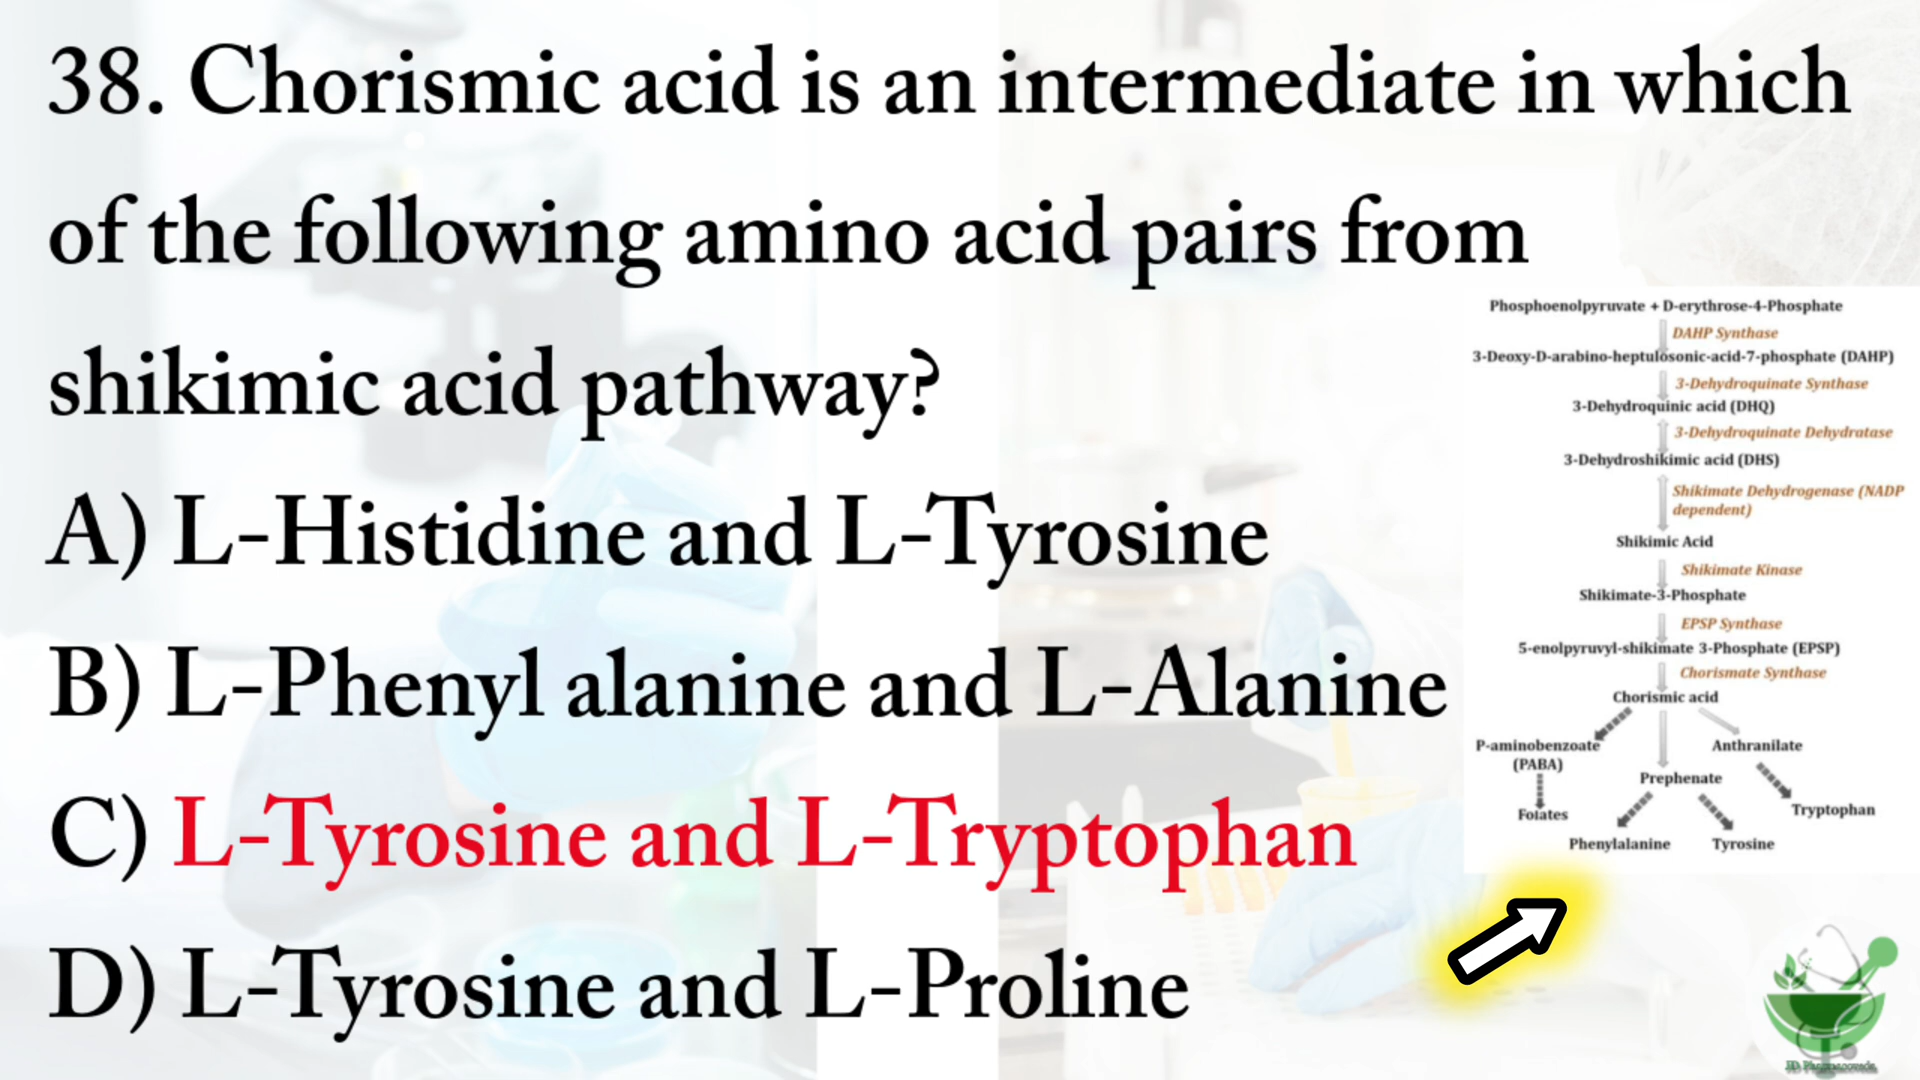 38. Chorismic acid is an intermediate in which
of the following amino acid pairs from
shikimic acid pathway?
A) L-Histidine and L-Tyrosine
B) L-Phenyl alanine and L-Alanine
C) L-Tyrosine and L-Tryptophan
D) L-Tyrosine and L-Proline
Phosphoenolpyruvate + D-erythrose-4-Phosphate
DAHP Synthase
3-Deoxy-D-arabino-heptulosonic-acid-7-phosphate (DAHP)
3-Dehydroquinate Synthase
3-Dehydroquinic acid (DHQ)
3-Dehydroquinate Dehydratase
3-Dehydroshikimic acid (DHS)
Shikimate Dehydrogenase (NADP
dependent)
Shikimic Acid
Shikimate Kinase
Shikimate-3-Phosphate
EPSP Synthase
5-enolpyruvyl-shikimate 3-Phosphate (EPSP)
Chorismate Synthase
Chorismic acid
P-aminobenzoate
(PABA)
Anthranilate
Prephenate
Folates
Tryptophan
Phenylalanine
Tyrosine